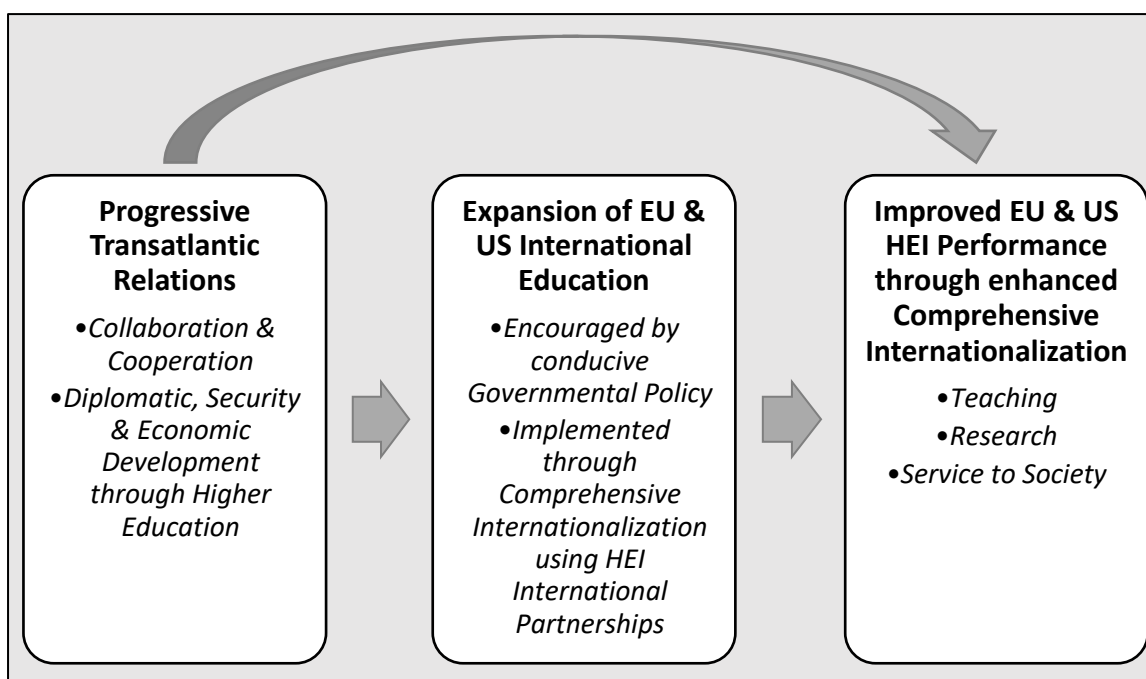 Progressive
Transatlantic
Relations
•Collaboration &
Cooperation
•Diplomatic, Security
& Economic
Development
through Higher
Education
Expansion of EU &
US International
Education
•Encouraged by
conducive
Governmental Policy
•Implemented
through
Comprehensive
Internationalization
using HEI
International
Partnerships
Improved EU & US
HEI Performance
through enhanced
Comprehensive
Internationalization
•Teaching
•Research
•Service to Society